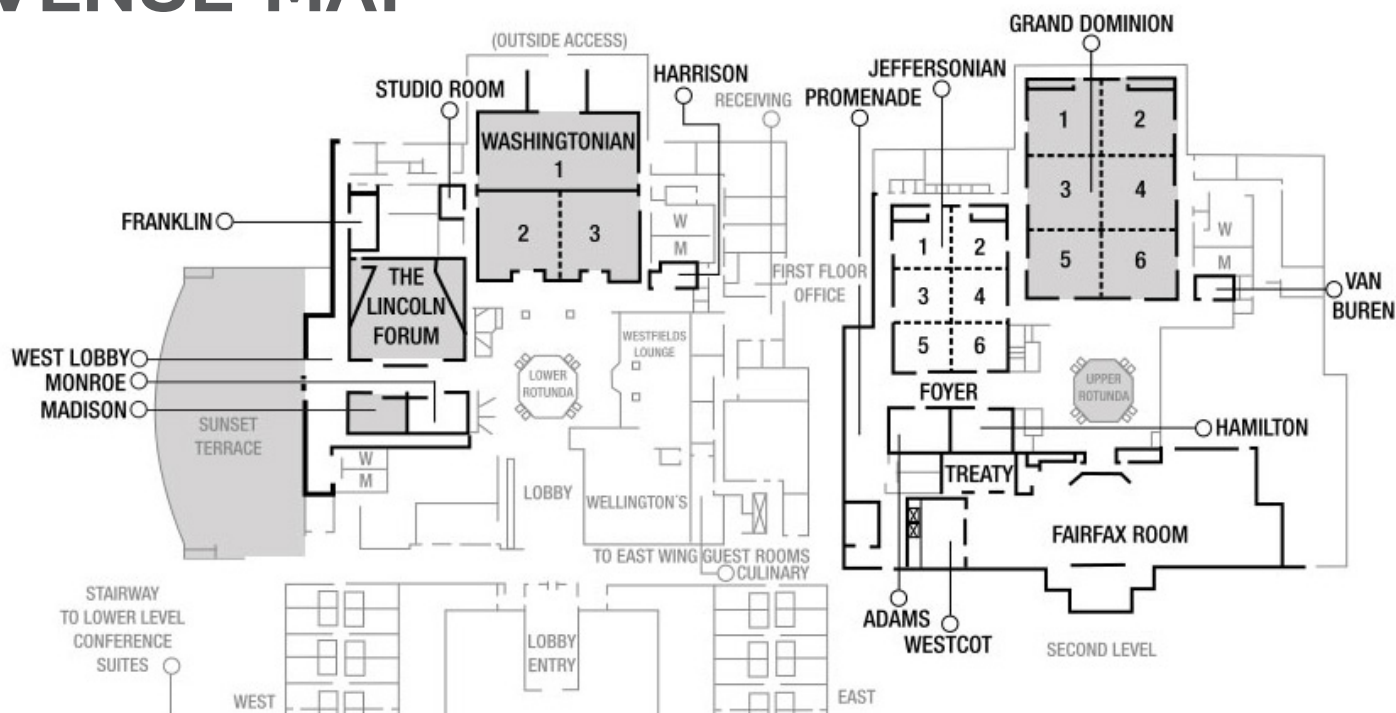 VENUE MAP
(OUTSIDE ACCESS)
STUDIO ROOM
HARRISON
RECEIVING
WASHINGTONIAN
1
2
3
W
M
FRANKLIN
THE
LINCOLN
FORUM
WEST LOBBY
MONROE
MADISON
SUNSET
TERRACE
W
M
LOWER
ROTUNDA
WESTFIELDS
LOUNGE
FIRST FLOOR
OFFICE
LOBBY
WELLINGTON'S
TO EAST WING GUEST ROOMS
CULINARY
STAIRWAY
TO LOWER LEVEL
CONFERENCE
SUITES
LOBBY
ENTRY
WEST
EAST
GRAND DOMINION
JEFFERSONIAN
PROMENADE
1
2
3
4
5
6
W
M
VAN
BUREN
1
2
3
4
5
6
FOYER
UPPER
ROTUNDA
HAMILTON
TREATY
FAIRFAX ROOM
ADAMS
WESTCOT
SECOND LEVEL